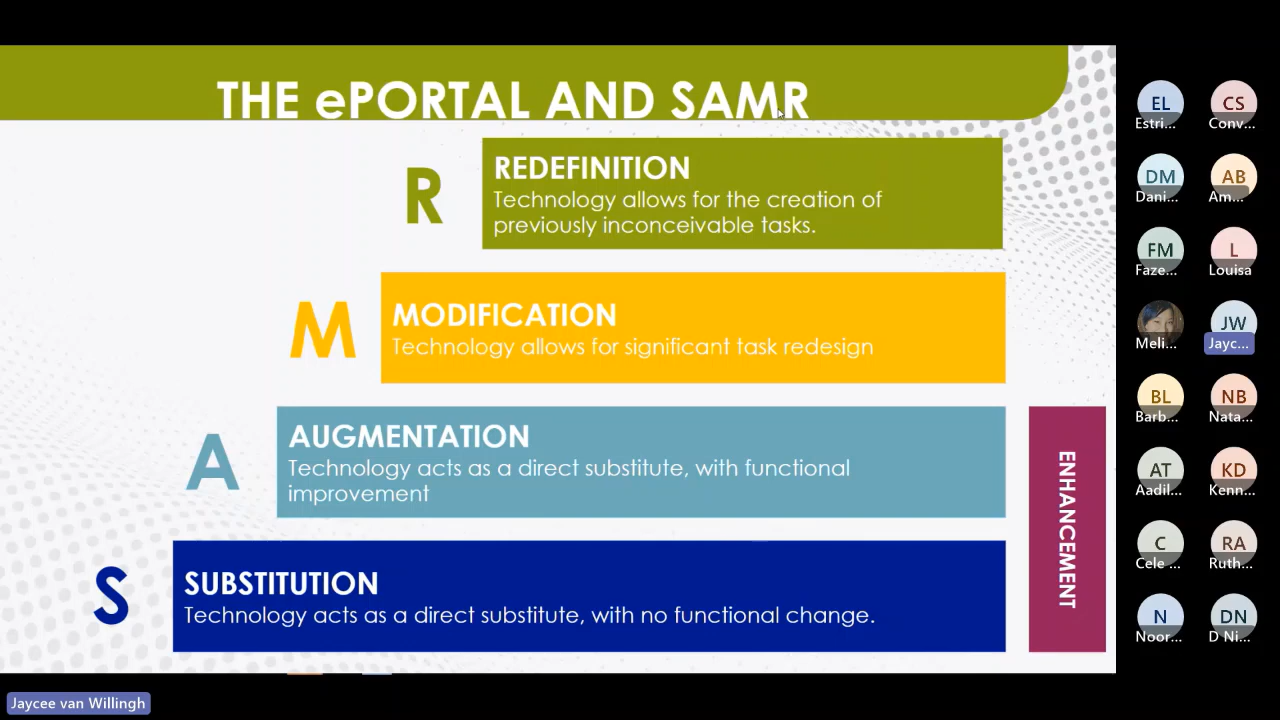 THE ePORTAL AND SAMR
R
REDEFINITION
Technology allows for the creation of
previously inconceivable tasks.
M
MODIFICATION
Technology allows for significant task redesign
A
AUGMENTATION
Technology acts as a direct substitute, with functional
improvement
S
SUBSTITUTION
Technology acts as a direct substitute, with no functional change.
ENHANCEMENT
EL
Estri...
CS
Conv...
DM
Dani...
AB
Am...
FM
Faze...
L
Louisa
Meli...
JW
Jayc...
BL
Barb...
NB
Nata...
AT
Aadil...
KD
Kenn...
C
Cele ...
RA
Ruth...
N
Noor...
DN
D Ni...
Jaycee van Willingh